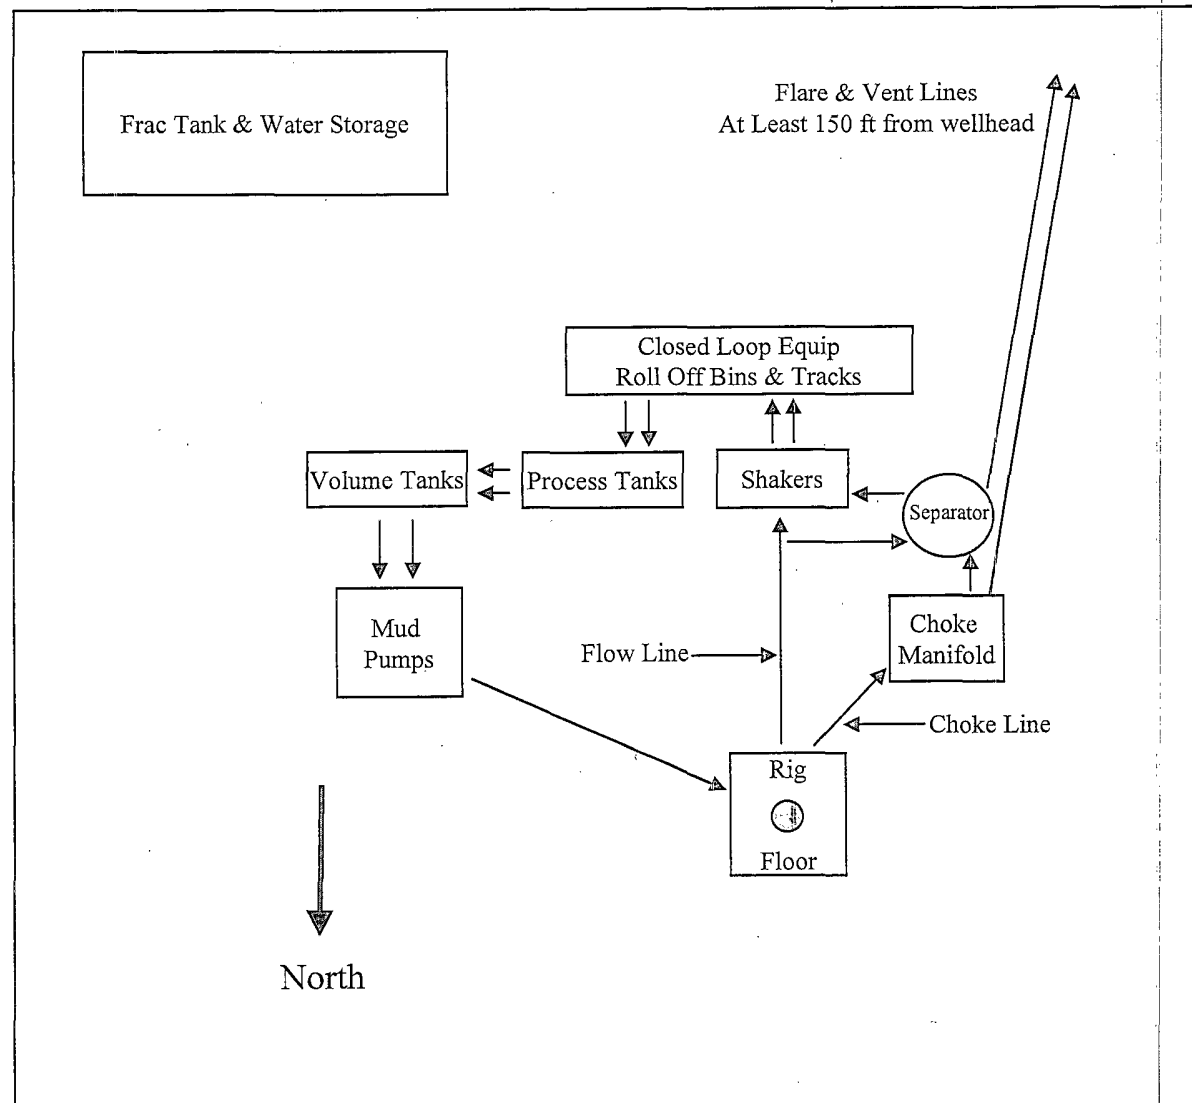 Flare & Vent Lines
At Least 150 ft from wellhead
Frac Tank & Water Storage
Closed Loop Equip
Roll Off Bins & Tracks
Volume Tanks
Process Tanks
Shakers
Separator
Mud
Pumps
Choke
Manifold
Flow Line
Choke Line
Rig
Floor
North